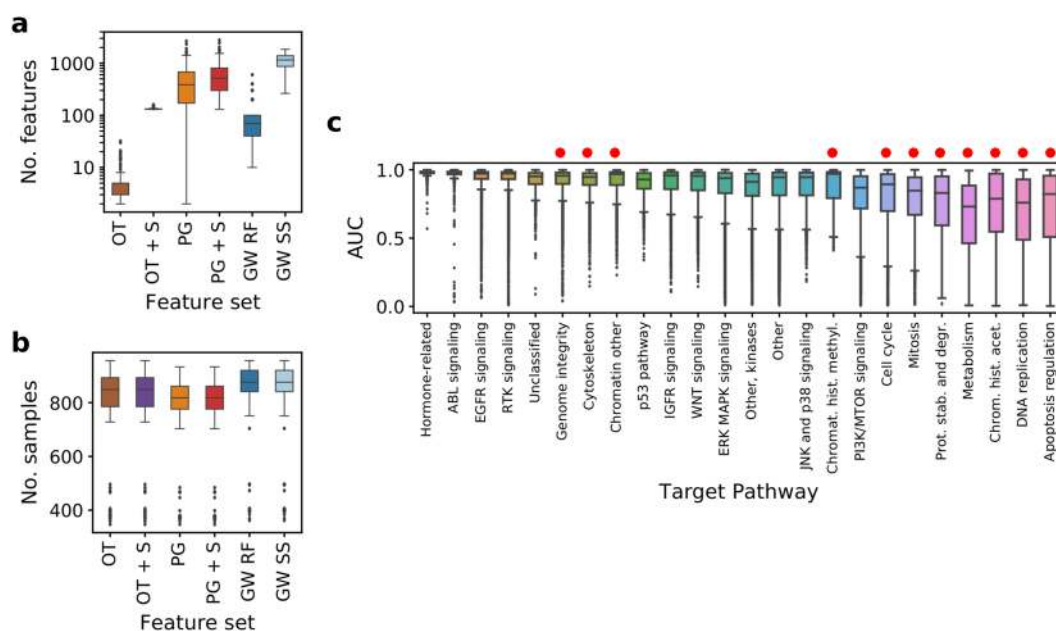 a
No. features
1000
100
10
OT
OT + S
PG
PG + S
GW RF
GW SS
Feature set
b
No. samples
800
600
400
OT
OT + S
PG
PG + S
GW RF
GW SS
Feature set
c
AUC
1.0
0.5
0.0
Hormone-related
ABL signaling
EGFR signaling
RTK signaling
Unclassified
Genome integrity
Cytoskeleton
Chromatin other
p53 pathway
IGFR signaling
WNT signaling
ERK MAPK signaling
Other, kinases
Other
JNK and p38 signaling
Chromat. hist. methyl.
PI3K/MTOR signaling
Cell cycle
Mitosis
Prot. stab. and degr.
Metabolism
Chrom. hist. acet.
DNA replication
Apoptosis regulation
Target Pathway